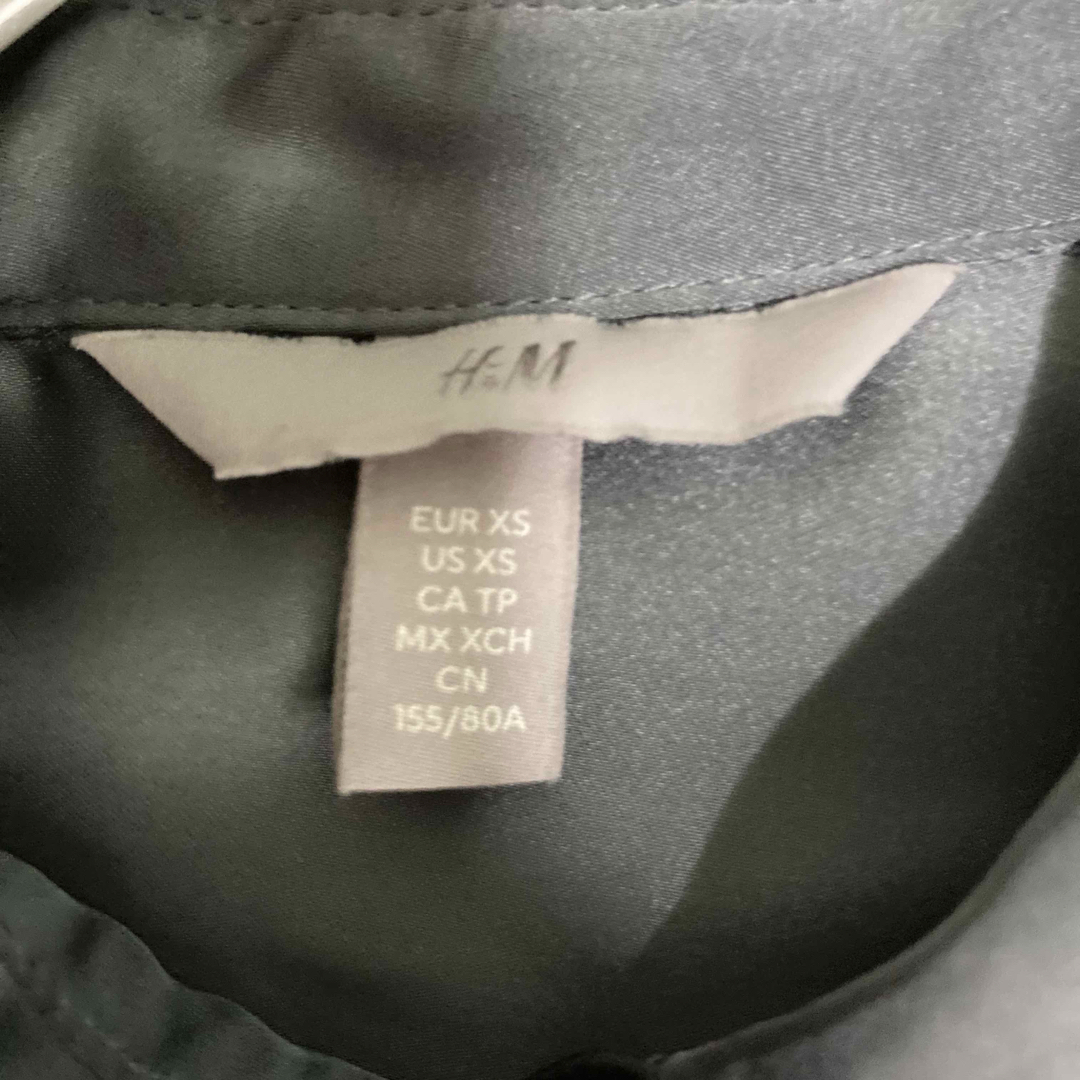 H&M
EUR XS
US XS
CA TP
MX XCH
CN
155/80A